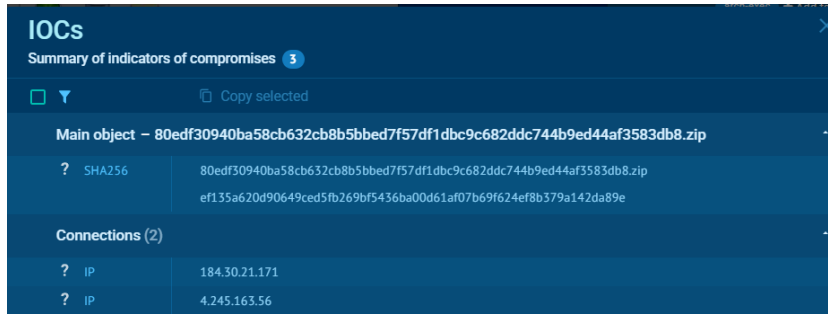 IOCs
Summary of indicators of compromises 3
Copy selected
Main object – 80edf30940ba58cb632cb8b5bbed7f57df1dbc9c682ddc744b9ed44af3583db8.zip
? SHA256 80edf30940ba58cb632cb8b5bbed7f57df1dbc9c682ddc744b9ed44af3583db8.zip
ef135a620d90649ced5fb269bf5436ba00d61af07b69f624ef8b379a142da89e
Connections (2)
? IP 184.30.21.171
? IP 4.245.163.56